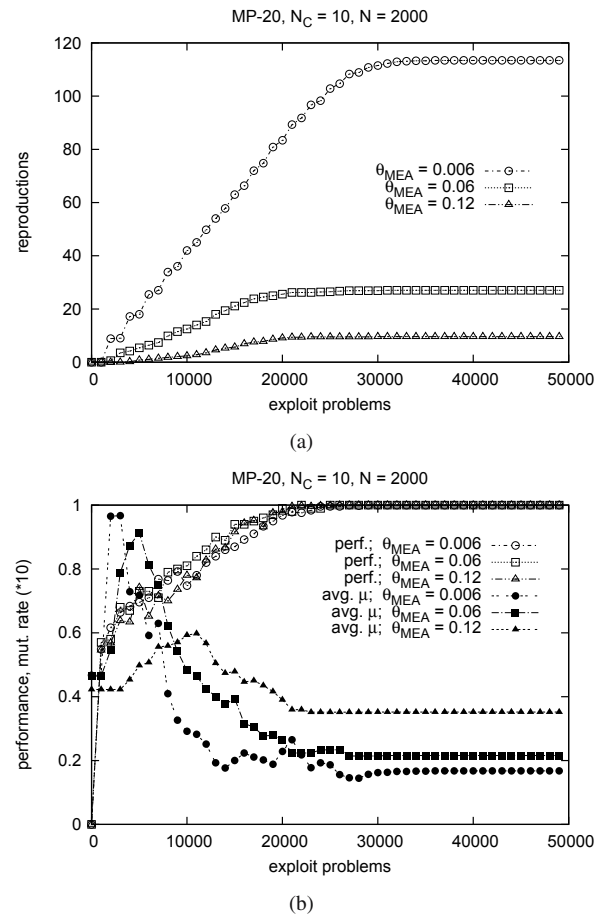 MP-20, N_C = 10, N = 2000
120
100
80
60
40
20
0
reproductions
θ_MEA = 0.006
θ_MEA = 0.06
θ_MEA = 0.12
0 10000 20000 30000 40000 50000
exploit problems
(a)
MP-20, N_C = 10, N = 2000
1
0.8
0.6
0.4
0.2
0
performance, mut. rate (*10)
perf.; θ_MEA = 0.006
perf.; θ_MEA = 0.06
perf.; θ_MEA = 0.12
avg. μ; θ_MEA = 0.006
avg. μ; θ_MEA = 0.06
avg. μ; θ_MEA = 0.12
0 10000 20000 30000 40000 50000
exploit problems
(b)